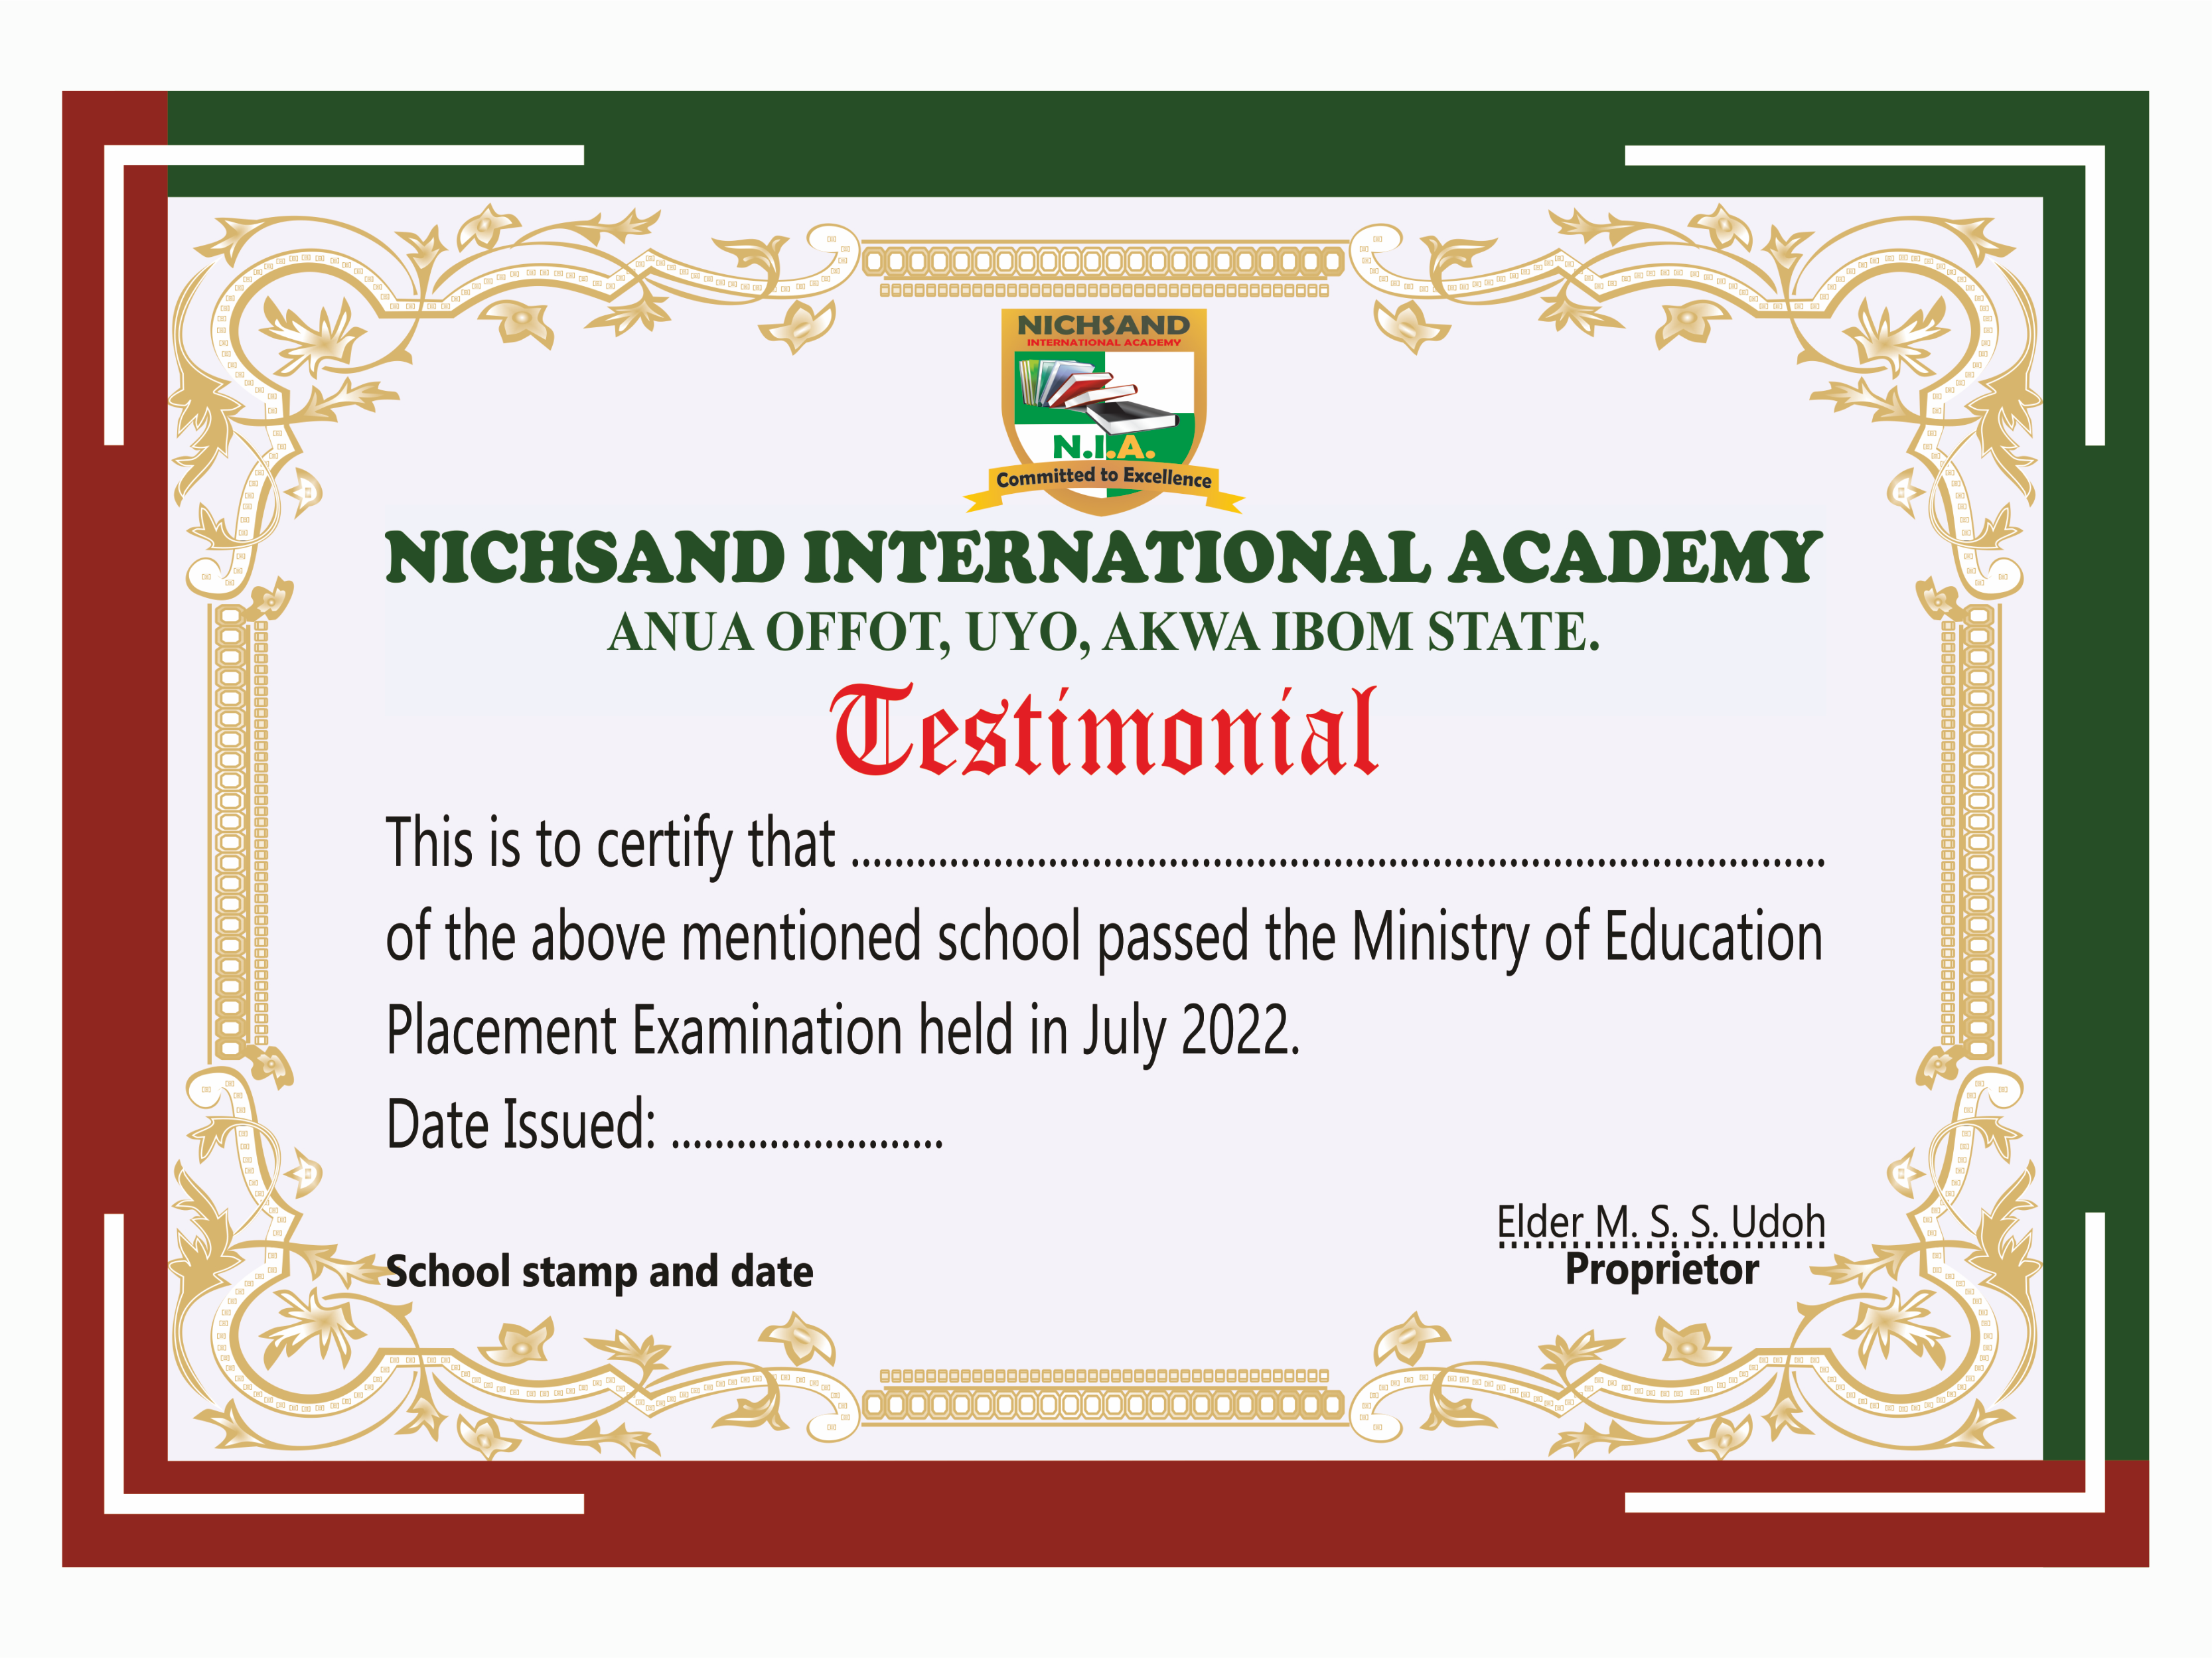 NICHSAND
INTERNATIONAL ACADEMY
N.I.A.
Committed to Excellence
NICHSAND INTERNATIONAL ACADEMY
ANUA OFFOT, UYO, AKWA IBOM STATE.
Testimonial
This is to certify that ..........................................................................................
of the above mentioned school passed the Ministry of Education
Placement Examination held in July 2022.
Date Issued: .........................
Elder M. S. S. Udoh
School stamp and date
Proprietor